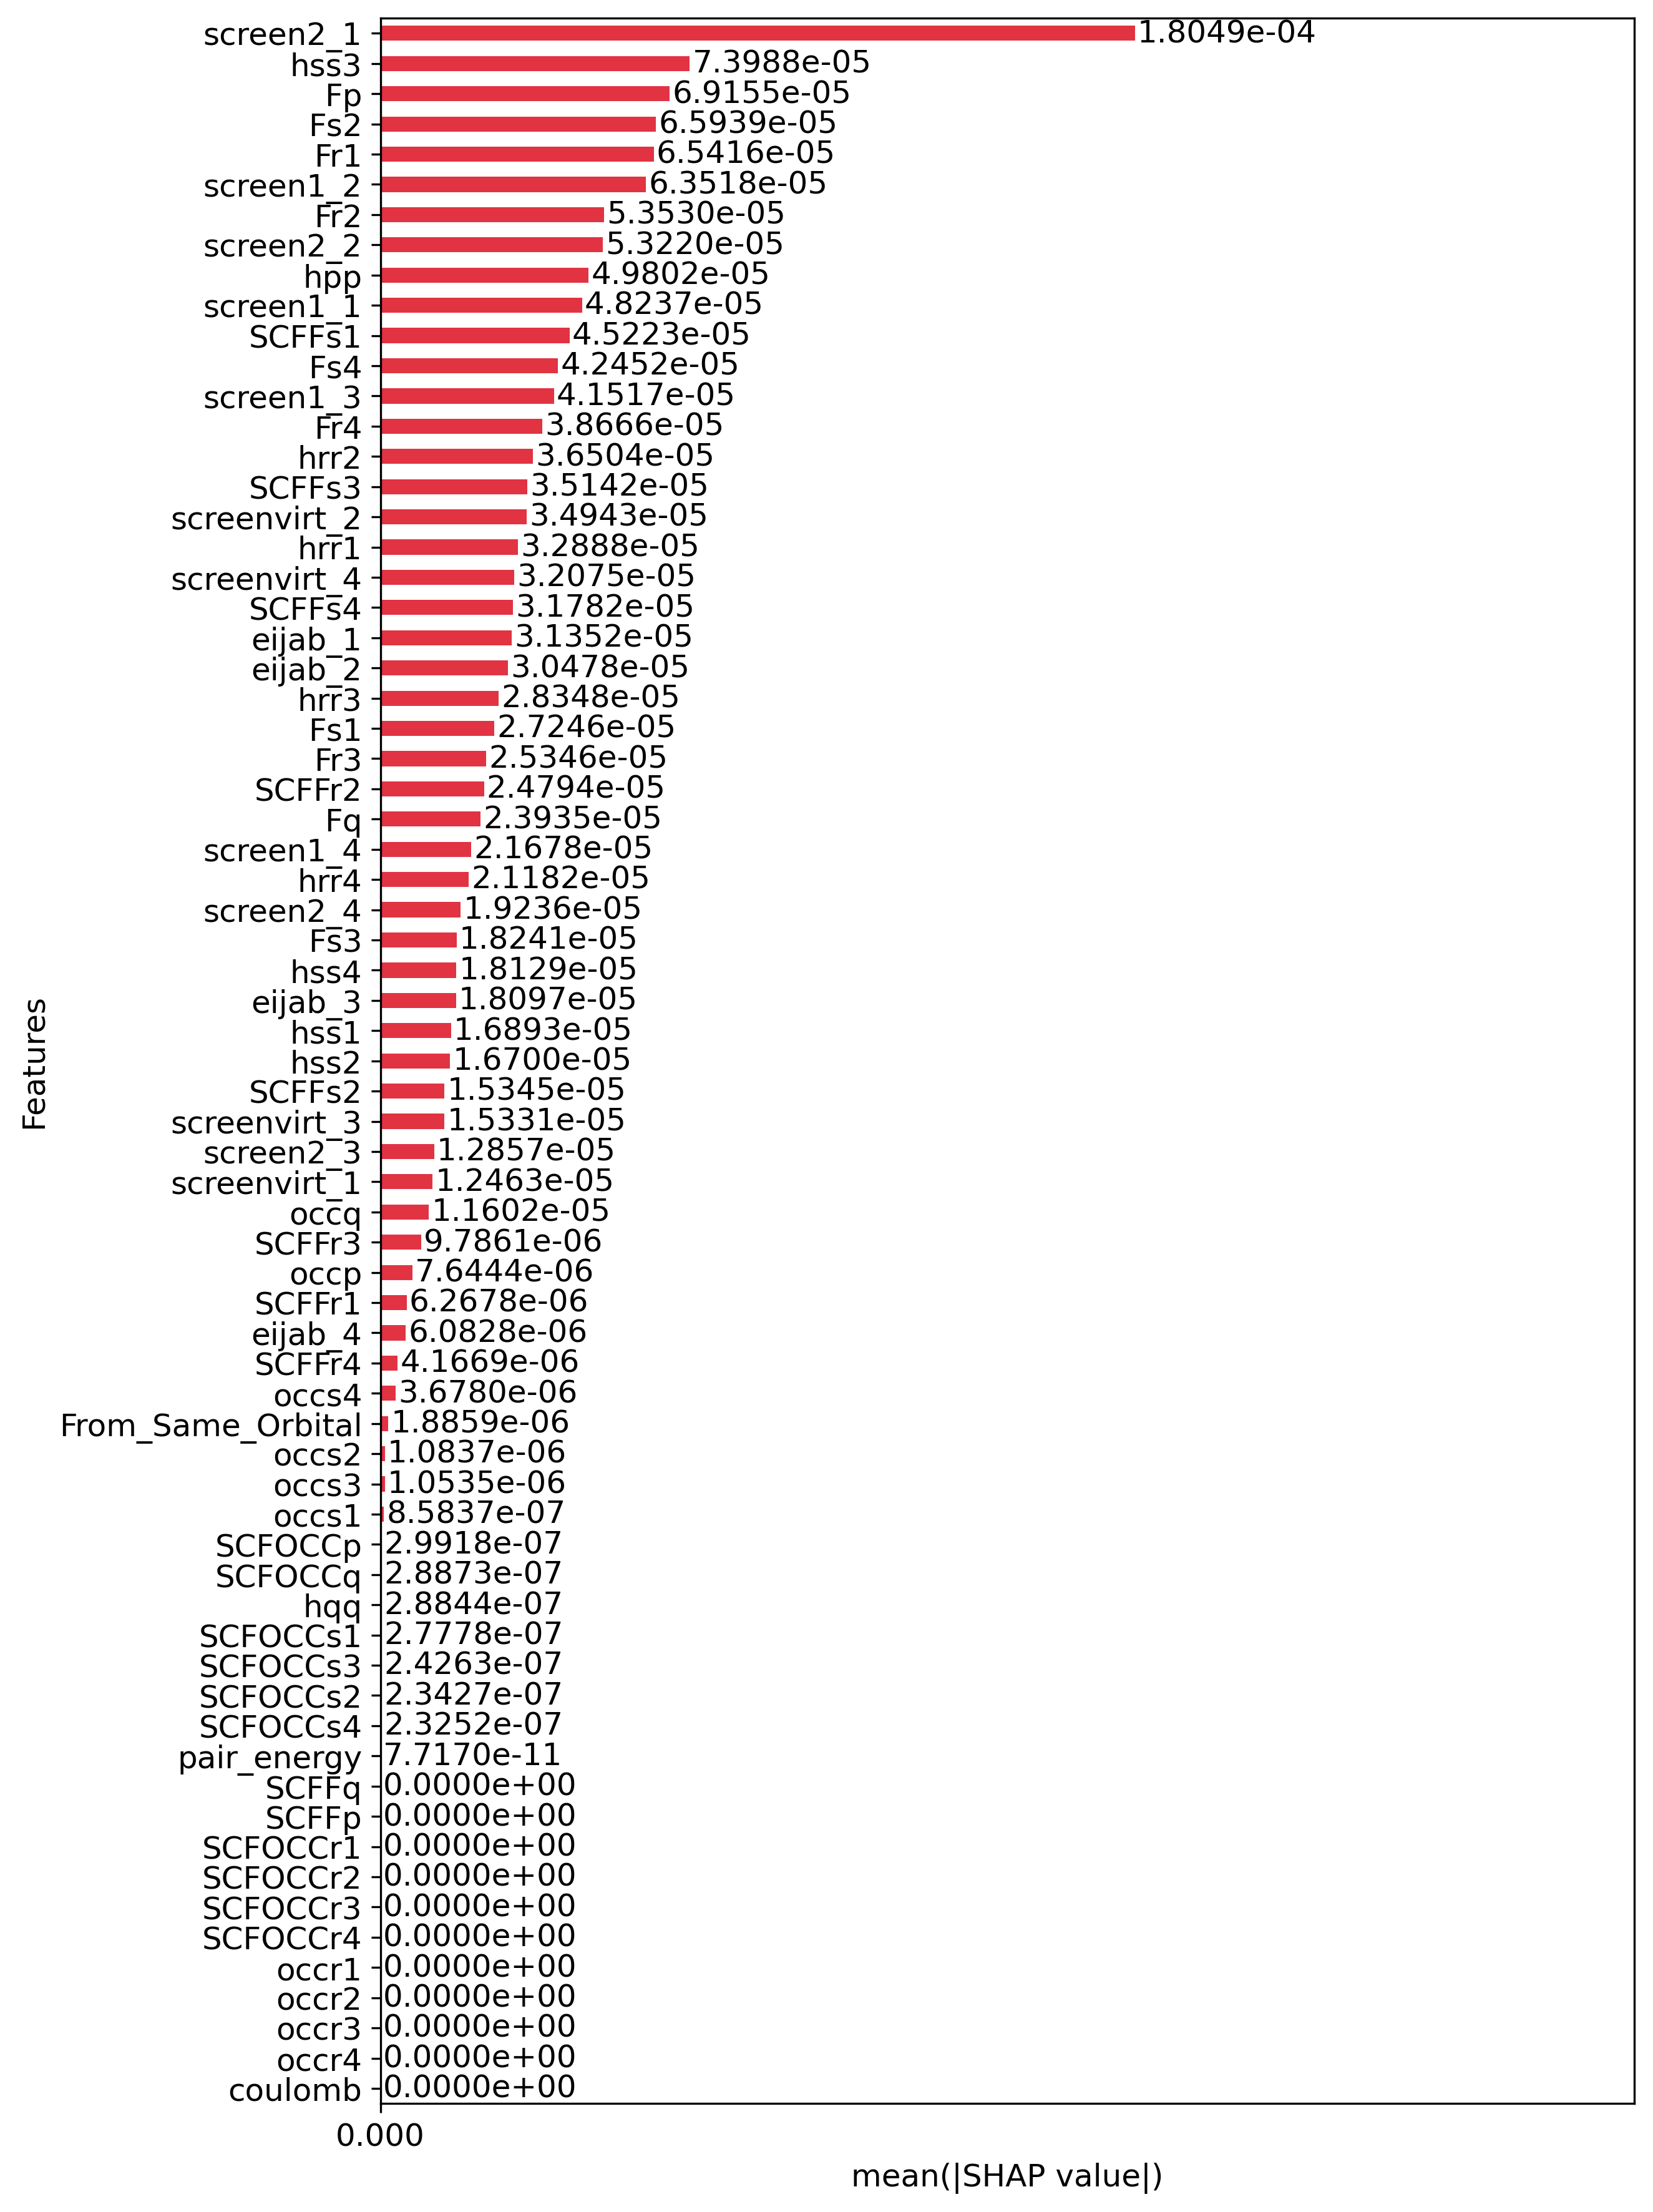 screen2_1 1.8049e-04
hss3 7.3988e-05
Fp 6.9155e-05
Fs2 6.5939e-05
Fr1 6.5416e-05
screen1_2 6.3518e-05
Fr2 5.3530e-05
screen2_2 5.3220e-05
hpp 4.9802e-05
screen1_1 4.8237e-05
SCFFs1 4.5223e-05
Fs4 4.2452e-05
screen1_3 4.1517e-05
Fr4 3.8666e-05
hrr2 3.6504e-05
SCFFs3 3.5142e-05
screenvirt_2 3.4943e-05
hrr1 3.2888e-05
screenvirt_4 3.2075e-05
SCFFs4 3.1782e-05
eijab_1 3.1352e-05
eijab_2 3.0478e-05
hrr3 2.8348e-05
Fs1 2.7246e-05
Fr3 2.5346e-05
SCFFr2 2.4794e-05
Fq 2.3935e-05
screen1_4 2.1678e-05
hrr4 2.1182e-05
screen2_4 1.9236e-05
Fs3 1.8241e-05
hss4 1.8129e-05
eijab_3 1.8097e-05
hss1 1.6893e-05
hss2 1.6700e-05
SCFFs2 1.5345e-05
screenvirt_3 1.5331e-05
screen2_3 1.2857e-05
screenvirt_1 1.2463e-05
occq 1.1602e-05
SCFFr3 9.7861e-06
occp 7.6444e-06
SCFFr1 6.2678e-06
eijab_4 6.0828e-06
SCFFr4 4.1669e-06
occs4 3.6780e-06
From_Same_Orbital 1.8859e-06
occs2 1.0837e-06
occs3 1.0535e-06
occs1 8.5837e-07
SCFOCCp 2.9918e-07
SCFOCCq 2.8873e-07
hqq 2.8844e-07
SCFOCCs1 2.7778e-07
SCFOCCs3 2.4263e-07
SCFOCCs2 2.3427e-07
SCFOCCs4 2.3252e-07
pair_energy 7.7170e-11
SCFFq 0.0000e+00
SCFFp 0.0000e+00
SCFOCCr1 0.0000e+00
SCFOCCr2 0.0000e+00
SCFOCCr3 0.0000e+00
SCFOCCr4 0.0000e+00
occr1 0.0000e+00
occr2 0.0000e+00
occr3 0.0000e+00
occr4 0.0000e+00
coulomb 0.0000e+00
0.000
mean(|SHAP value|)
Features